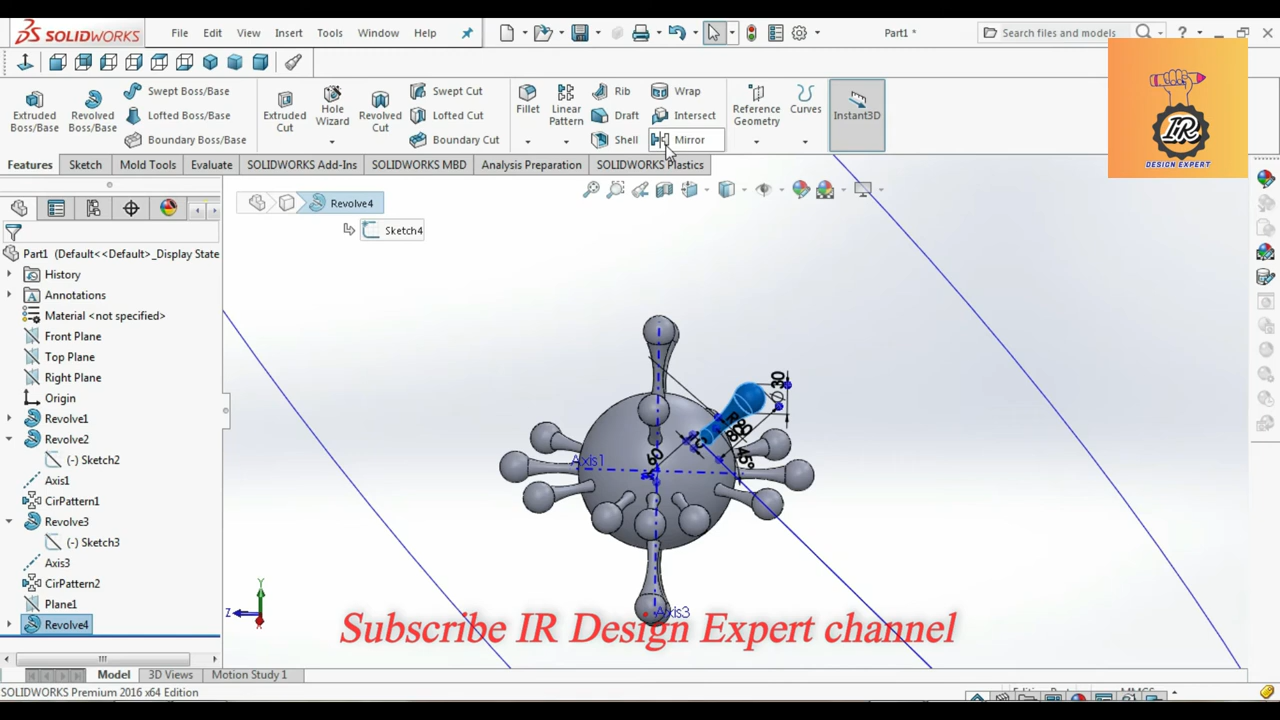 SOLIDWORKS File Edit View Insert Tools Window Help Part1 * Search files and folders
IR
DESIGN EXPERT
Extruded Boss/Base
Revolved Boss/Base
Swept Boss/Base
Lofted Boss/Base
Boundary Boss/Base
Extruded Cut
Hole Wizard
Revolved Cut
Swept Cut
Lofted Cut
Boundary Cut
Fillet
Linear Pattern
Rib
Draft
Shell
Wrap
Intersect
Mirror
Reference Geometry
Curves
Instant3D
Features Sketch Mold Tools Evaluate SOLIDWORKS Add-Ins SOLIDWORKS MBD Analysis Preparation SOLIDWORKS Plastics
Revolve4
Sketch4
Part1 (Default<<Default>_Display State
History
Annotations
Material <not specified>
Front Plane
Top Plane
Right Plane
Origin
Revolve1
Revolve2
(-) Sketch2
Axis1
CirPattern1
Revolve3
(-) Sketch3
Axis3
CirPattern2
Plane1
Revolve4
Axis1
Ø 30
45°
90
Axis3
Y
Z
X
Subscribe IR Design Expert channel
Model 3D Views Motion Study 1
SOLIDWORKS Premium 2016 x64 Edition